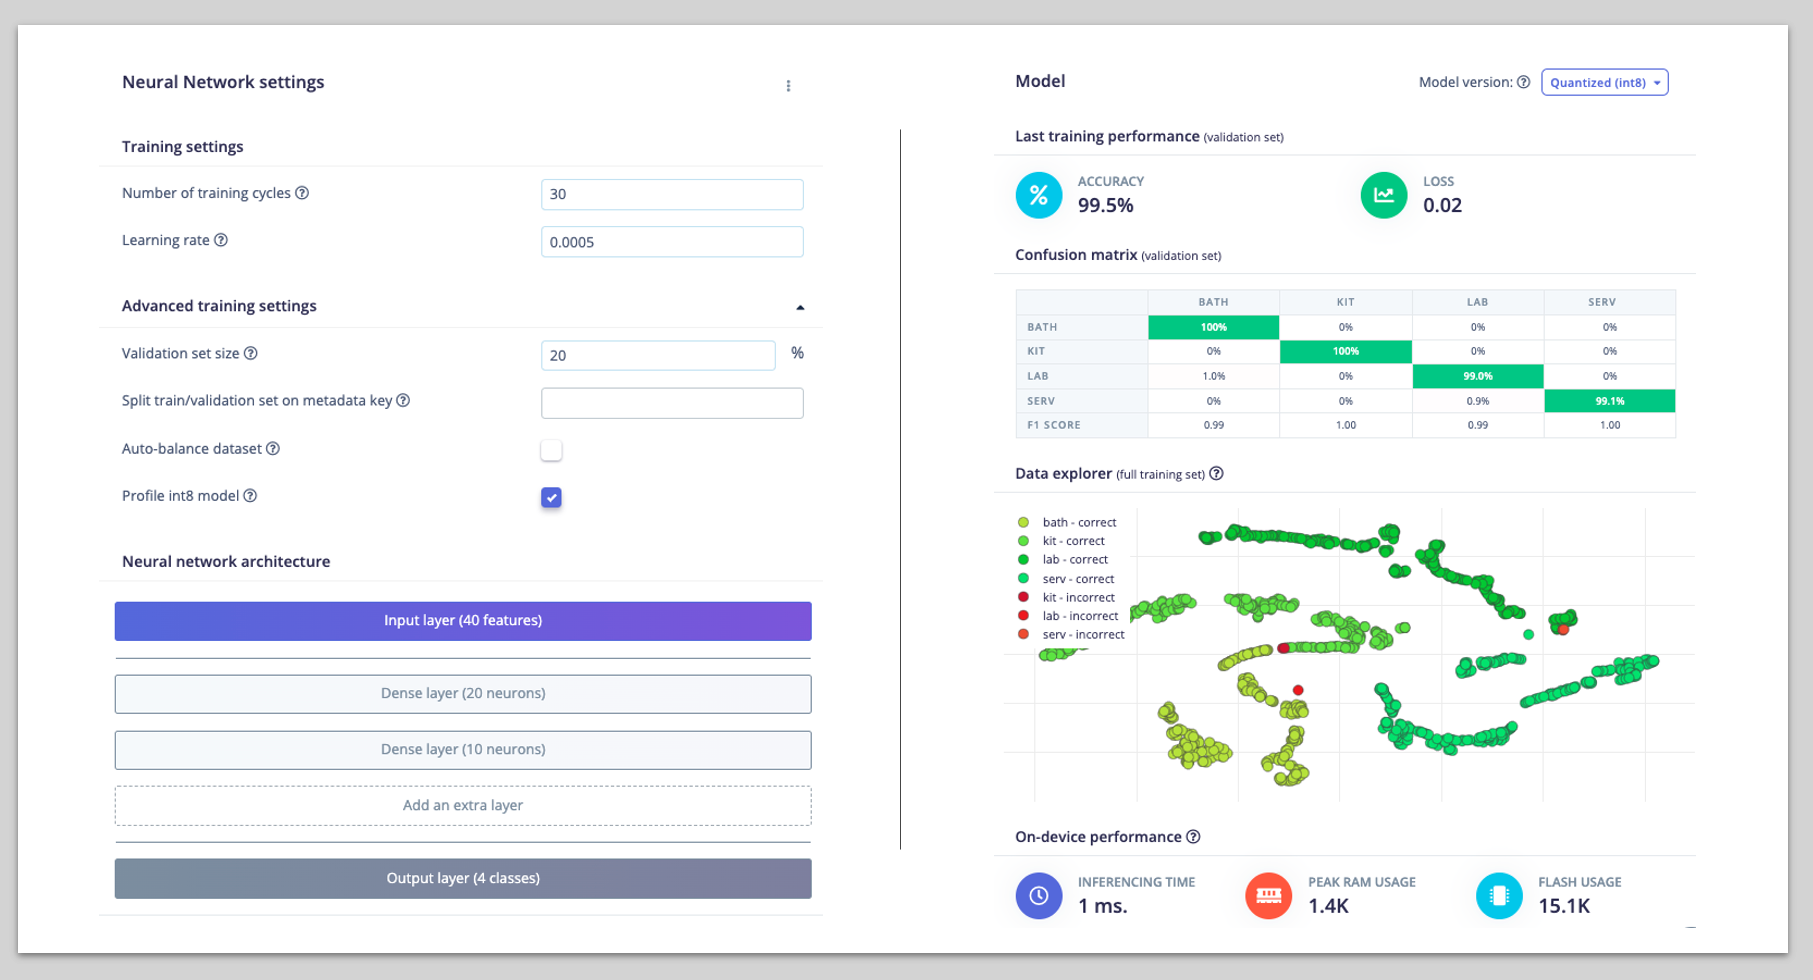 Neural Network settings
Training settings
Number of training cycles
30
Learning rate
0.0005
Advanced training settings
Validation set size
20
%
Split train/validation set on metadata key
Auto-balance dataset
Profile int8 model
Neural network architecture
Input layer (40 features)
Dense layer (20 neurons)
Dense layer (10 neurons)
Add an extra layer
Output layer (4 classes)
Model
Model version: Quantized (int8)
Last training performance (validation set)
ACCURACY
99.5%
LOSS
0.02
Confusion matrix (validation set)
BATH KIT LAB SERV
BATH 100% 0% 0% 0%
KIT 0% 100% 0% 0%
LAB 1.0% 0% 99.0% 0%
SERV 0% 0% 0.9% 99.1%
F1 SCORE 0.99 1.00 0.99 1.00
Data explorer (full training set)
bath - correct
kit - correct
lab - correct
serv - correct
kit - incorrect
lab - incorrect
serv - incorrect
On-device performance
INFERENCING TIME
1 ms.
PEAK RAM USAGE
1.4K
FLASH USAGE
15.1K